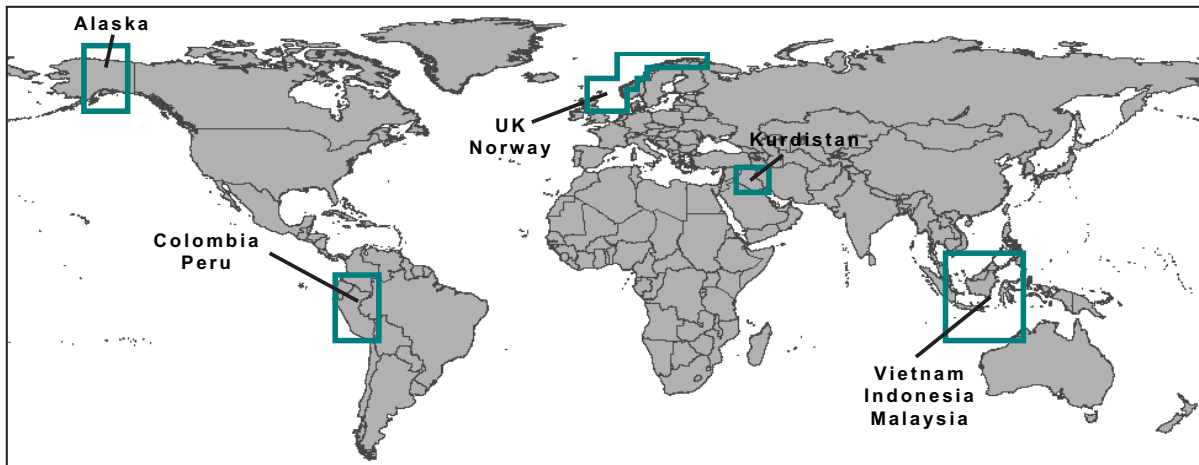 Alaska
UK
Norway
Kurdistan
Colombia
Peru
Vietnam
Indonesia
Malaysia